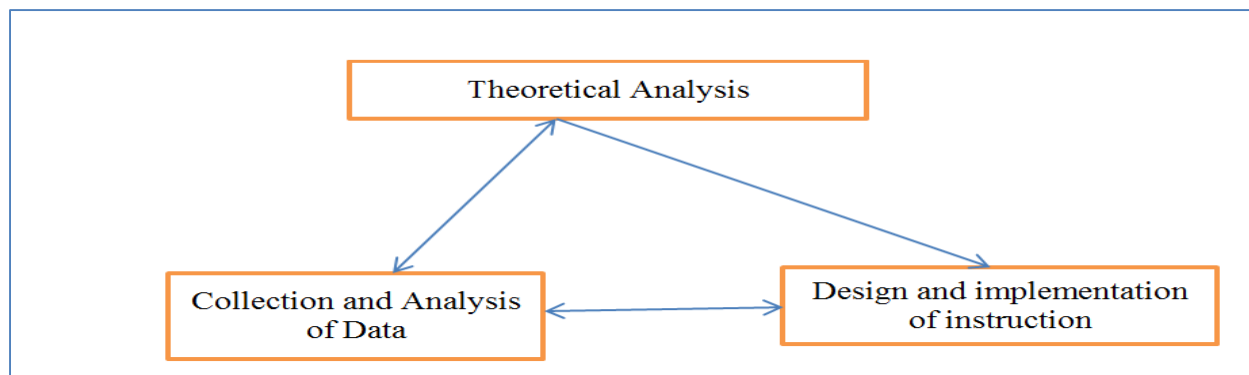 Theoretical Analysis
Collection and Analysis
of Data
Design and implementation
of instruction